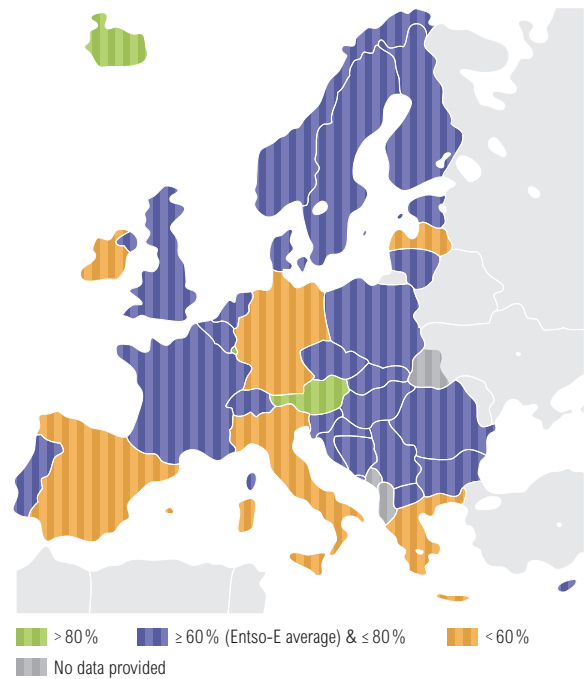 > 80 % ≥ 60 % (Entso-E average) & ≤ 80 % < 60 %
No data provided